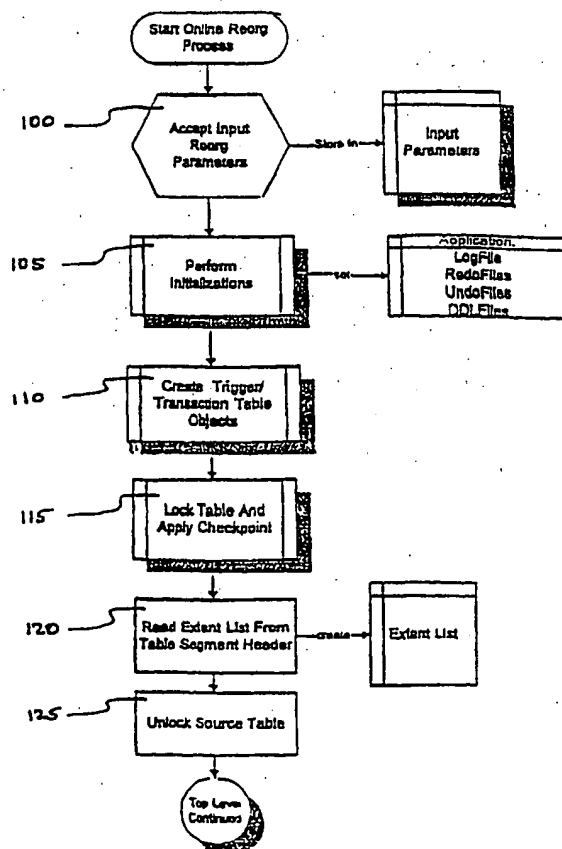 Start Online Reorg
Process
100
Accept Input
Reorg
Parameters
Store In
Input
Parameters
105
Perform
Initializations
set
Application
LogFile
RedoFiles
UndoFiles
DDLFiles
110
Create Trigger/
Transaction Table
Objects
115
Lock Table And
Apply Checkpoint
120
Read Extent List From
Table Segment Header
create
Extent List
125
Unlock Source Table
Top Level
Continued